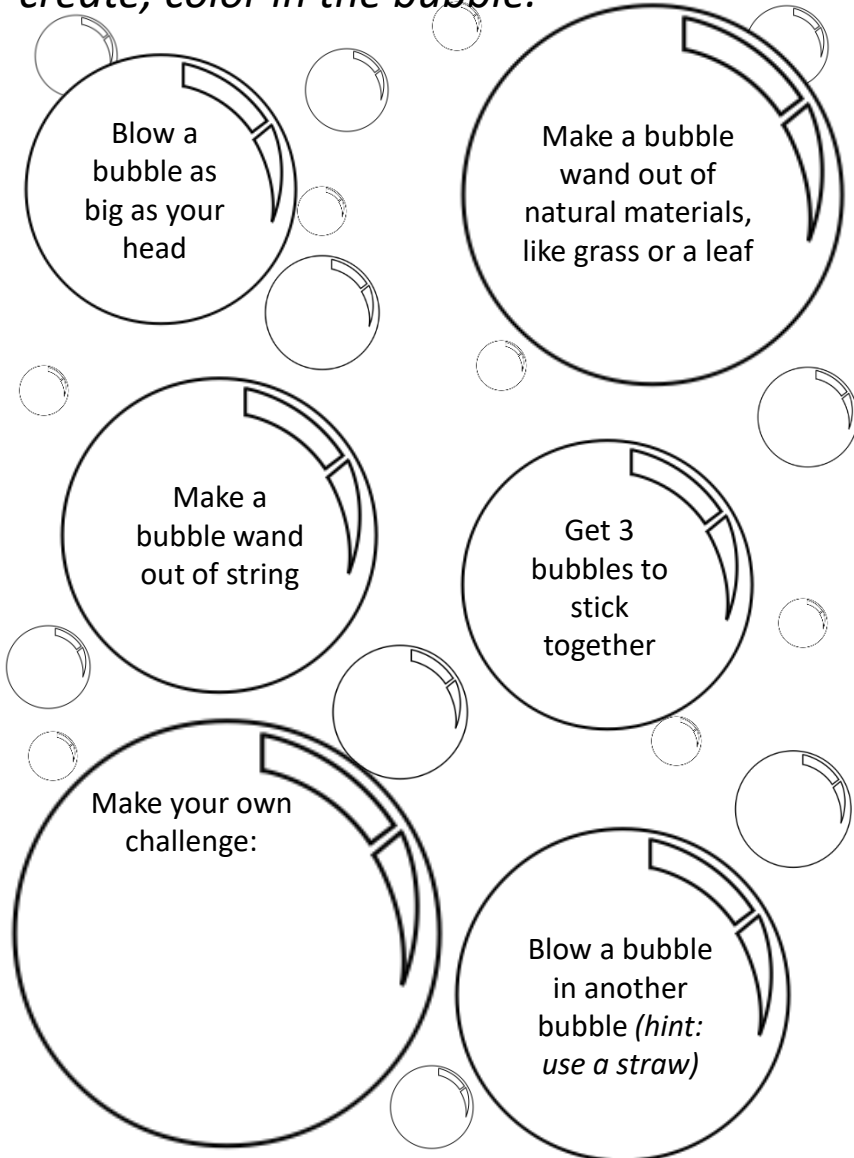 create, color in the bubble.
Blow a
bubble as
big as your
head
Make a bubble
wand out of
natural materials,
like grass or a leaf
Make a
bubble wand
out of string
Get 3
bubbles to
stick
together
Make your own
challenge:
Blow a bubble
in another
bubble (hint:
use a straw)